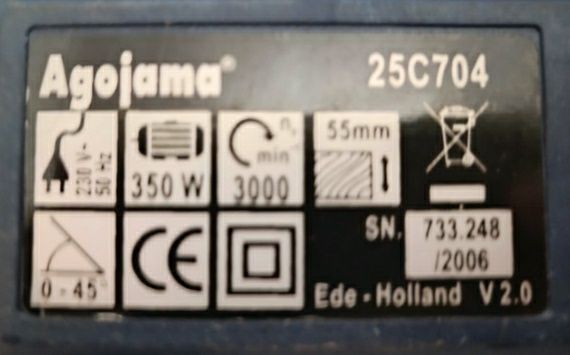 Agojama® 25C704
230 V~
50 Hz
350 W
n₀
min
3000
55mm
SN. 733.248
/2006
0 - 45°
CE
Ede - Holland V 2.0